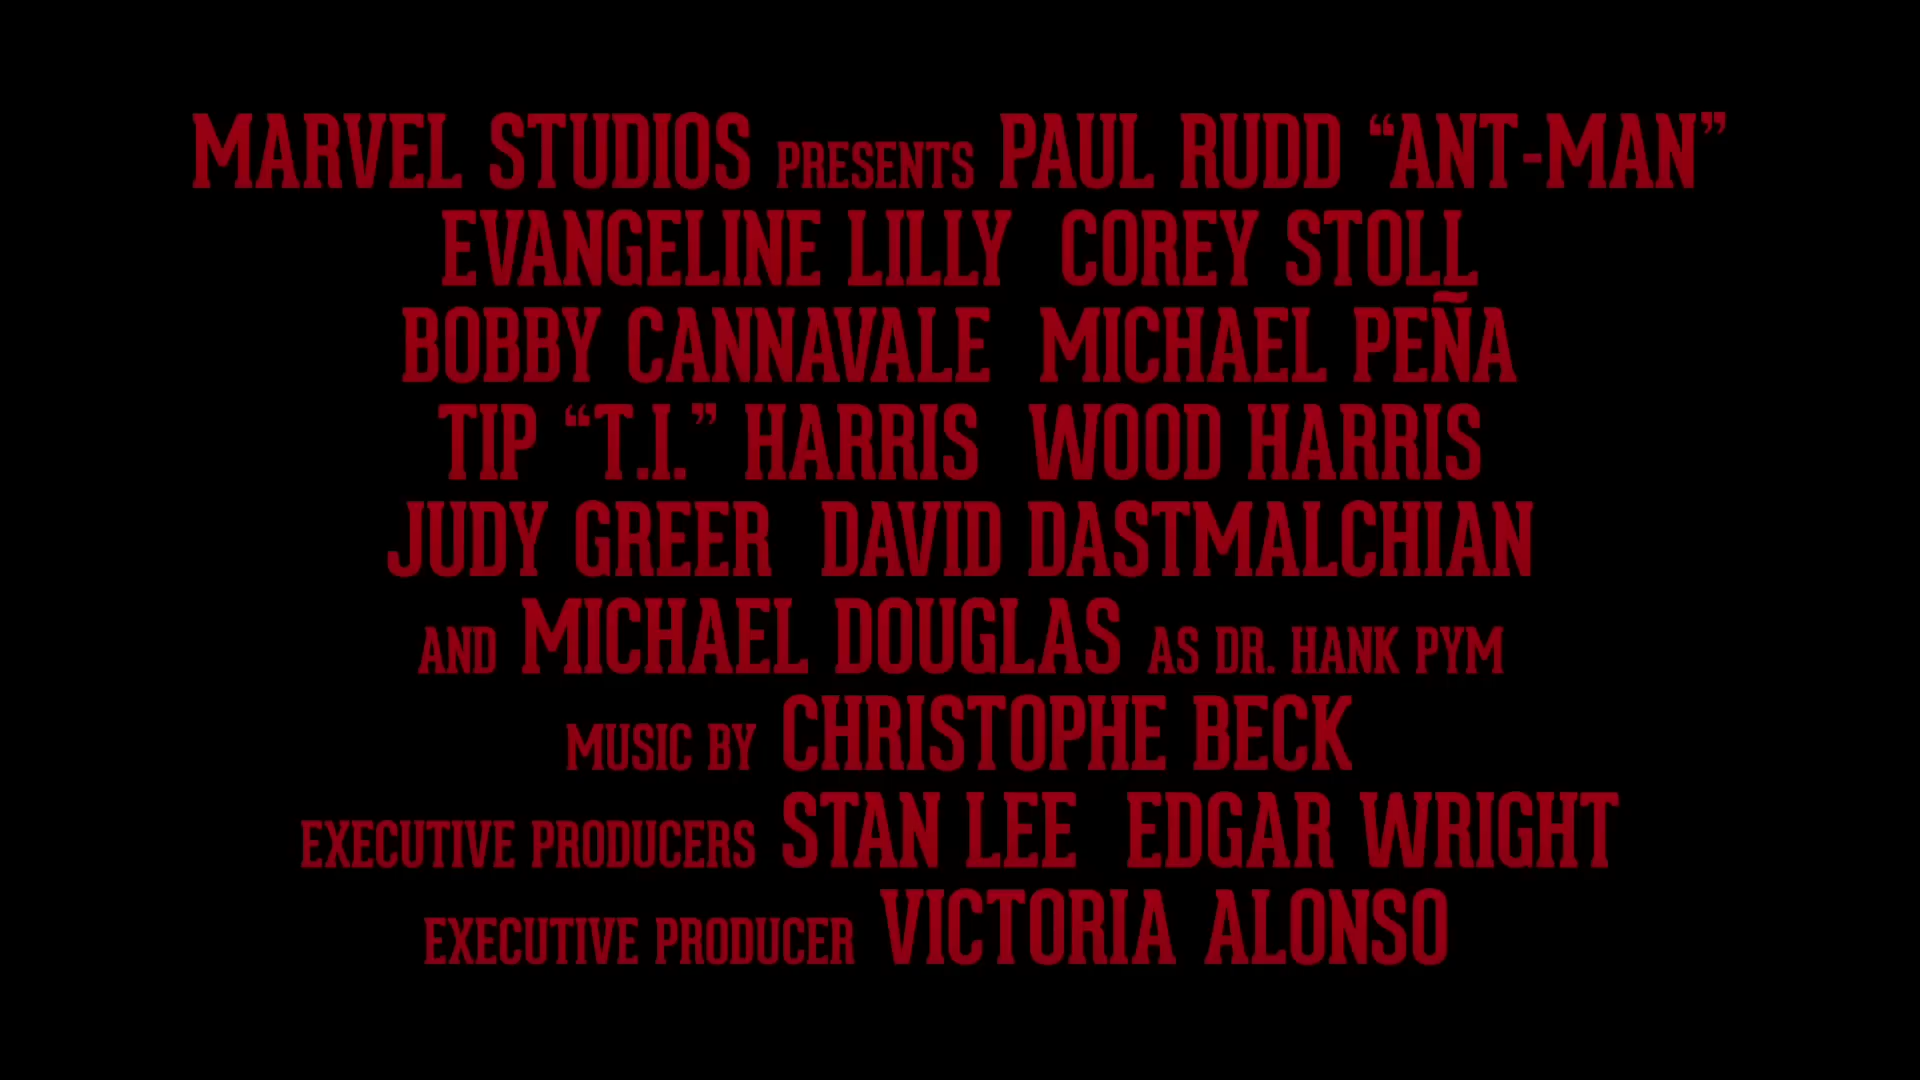 MARVEL STUDIOS PRESENTS PAUL RUDD “ANT-MAN”
EVANGELINE LILLY COREY STOLL
BOBBY CANNAVALE MICHAEL PEÑA
TIP “T.I.” HARRIS WOOD HARRIS
JUDY GREER DAVID DASTMALCHIAN
AND MICHAEL DOUGLAS AS DR. HANK PYM
MUSIC BY CHRISTOPHE BECK
EXECUTIVE PRODUCERS STAN LEE EDGAR WRIGHT
EXECUTIVE PRODUCER VICTORIA ALONSO